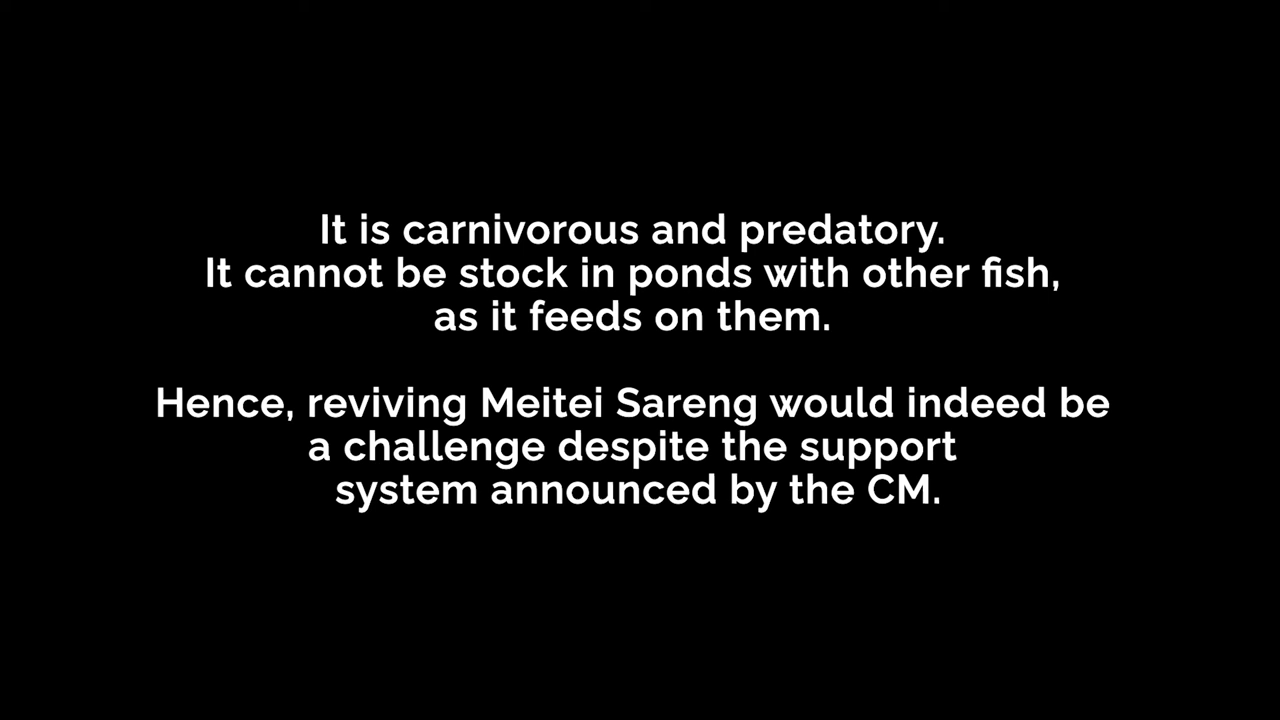 It is carnivorous and predatory.
It cannot be stock in ponds with other fish,
as it feeds on them.
Hence, reviving Meitei Sareng would indeed be
a challenge despite the support
system announced by the CM.